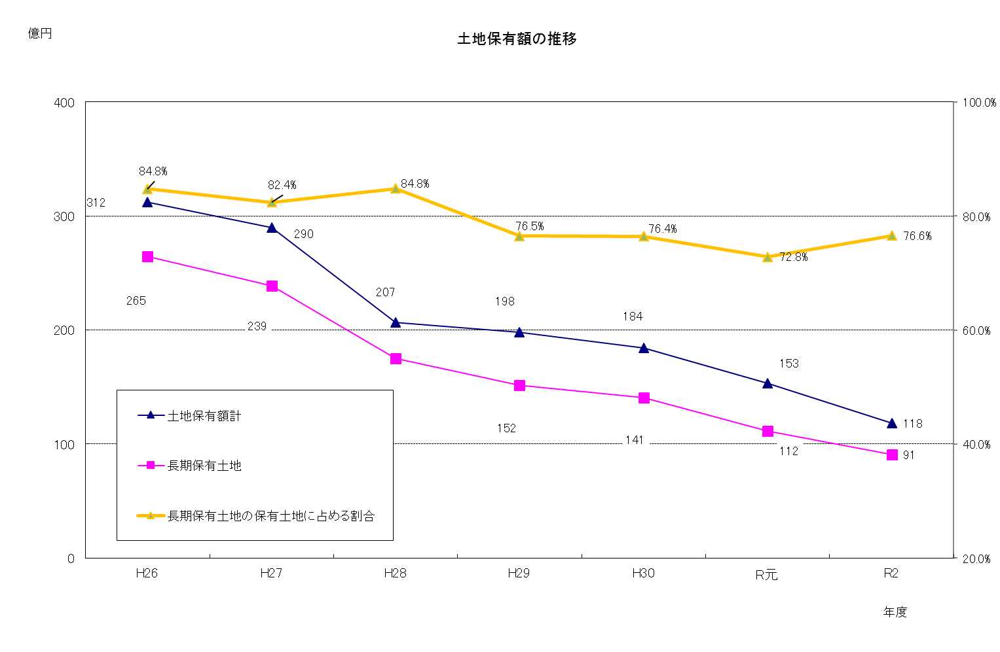 億円
土地保有額の推移
400
300
200
100
0
100.0%
80.0%
60.0%
40.0%
20.0%
84.8%
82.4%
84.8%
76.5%
76.4%
72.8%
76.6%
312
290
207
198
184
153
118
265
239
152
141
112
91
土地保有額計
長期保有土地
長期保有土地の保有土地に占める割合
H26
H27
H28
H29
H30
R元
R2
年度